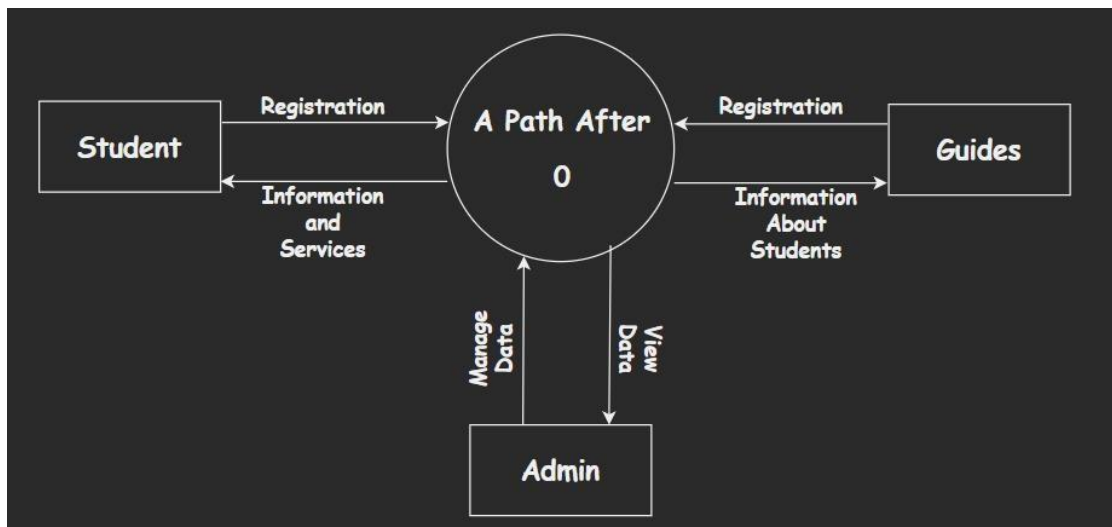 Registration
A Path After
0
Registration
Student
Guides
Information
and
Services
Information
About
Students
Manage
Data
View
Data
Admin